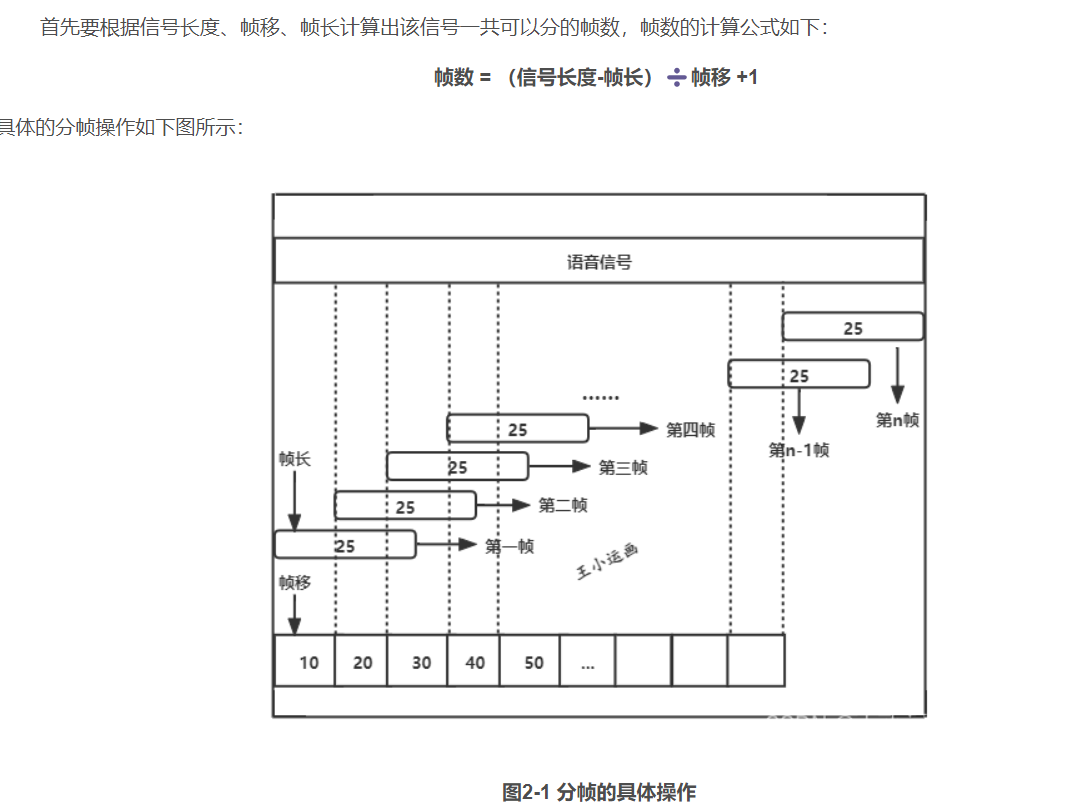 首先要根据信号长度、帧移、帧长计算出该信号一共可以分的帧数，帧数的计算公式如下：
帧数 = （信号长度-帧长） ÷ 帧移 +1
具体的分帧操作如下图所示：
语音信号
25
25
……
第n帧
25
第四帧
第n-1帧
帧长
25
第三帧
25
第二帧
25
第一帧
王小运画
帧移
10 20 30 40 50 ...
图2-1 分帧的具体操作